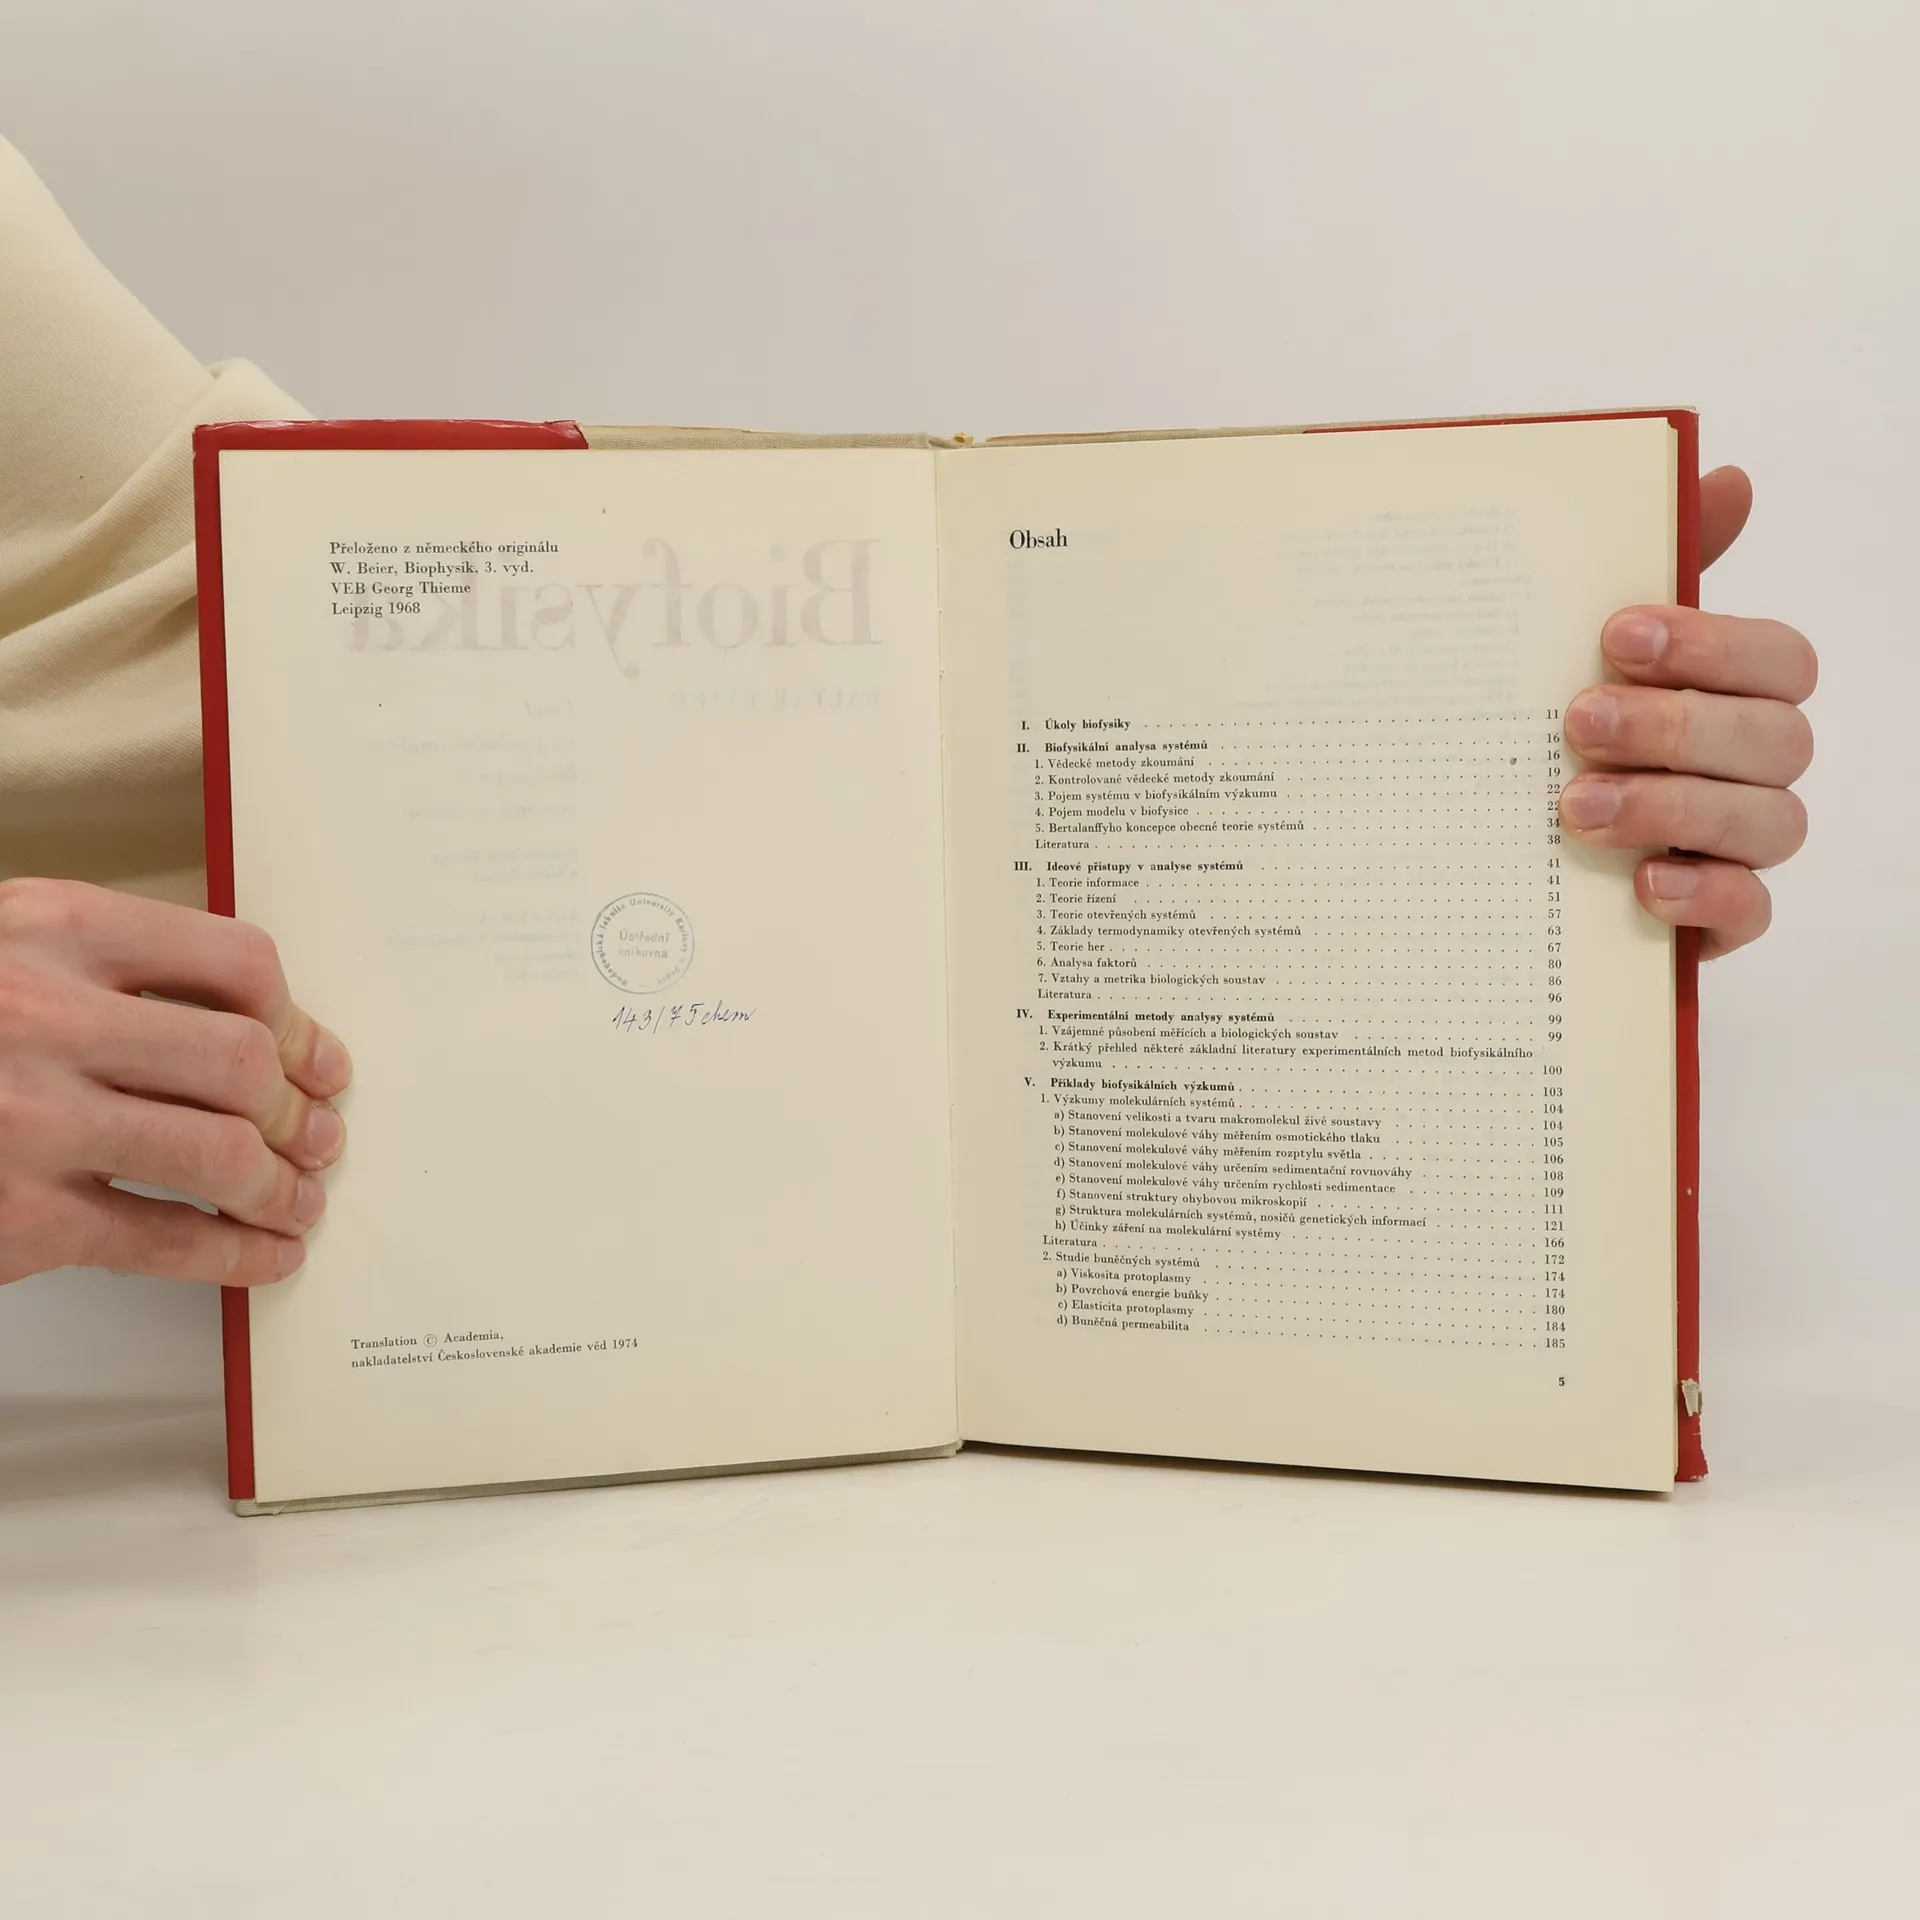 Přeloženo z německého originálu
W. Beier, Biophysik, 3. vyd.
VEB Georg Thieme
Leipzig 1968
Pedagogická fakulta University Karlovy v Praze
Ústřední
knihovna
143/75 chem
Translation © Academia,
nakladatelství Československé akademie věd 1974
Obsah
I. Úkoly biofysiky . . . 11
II. Biofysikální analysa systémů . . . 16
1. Vědecké metody zkoumání . . . 16
2. Kontrolované vědecké metody zkoumání . . . 19
3. Pojem systému v biofysikálním výzkumu . . . 22
4. Pojem modelu v biofysice . . . 22
5. Bertalanffyho koncepce obecné teorie systémů . . . 34
Literatura . . . 38
III. Ideové přístupy v analyse systémů . . . 41
1. Teorie informace . . . 41
2. Teorie řízení . . . 51
3. Teorie otevřených systémů . . . 57
4. Základy termodynamiky otevřených systémů . . . 63
5. Teorie her . . . 67
6. Analysa faktorů . . . 80
7. Vztahy a metrika biologických soustav . . . 86
Literatura . . . 96
IV. Experimentální metody analysy systémů . . . 99
1. Vzájemné působení měřících a biologických soustav . . . 99
2. Krátký přehled některé základní literatury experimentálních metod biofysikálního
výzkumu . . . 100
V. Příklady biofysikálních výzkumů . . . 103
1. Výzkumy molekulárních systémů . . . 104
a) Stanovení velikosti a tvaru makromolekul živé soustavy . . . 104
b) Stanovení molekulové váhy měřením osmotického tlaku . . . 105
c) Stanovení molekulové váhy měřením rozptylu světla . . . 106
d) Stanovení molekulové váhy určením sedimentační rovnováhy . . . 108
e) Stanovení molekulové váhy určením rychlosti sedimentace . . . 109
f) Stanovení struktury ohybovou mikroskopií . . . 111
g) Struktura molekulárních systémů, nosičů genetických informací . . . 121
h) Účinky záření na molekulární systémy . . . 166
Literatura . . . 172
2. Studie buněčných systémů . . . 174
a) Viskosita protoplasmy . . . 174
b) Povrchová energie buňky . . . 180
c) Elasticita protoplasmy . . . 184
d) Buněčná permeabilita . . . 185
5